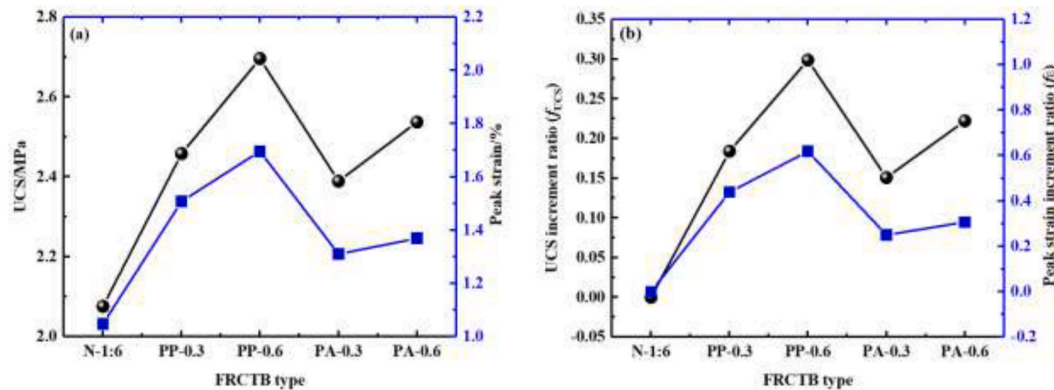 (a)
UCS/MPa
2.8
2.6
2.4
2.2
2.0
Peak strain/%
2.2
2.0
1.8
1.6
1.4
1.2
1.0
N-1:6 PP-0.3 PP-0.6 PA-0.3 PA-0.6
FRCTB type
(b)
UCS increment ratio (fUCS)
0.35
0.30
0.25
0.20
0.15
0.10
0.05
0.00
-0.05
Peak strain increment ratio
1.2
1.0
0.8
0.6
0.4
0.2
0.0
-0.2
N-1:6 PP-0.3 PP-0.6 PA-0.3 PA-0.6
FRCTB type